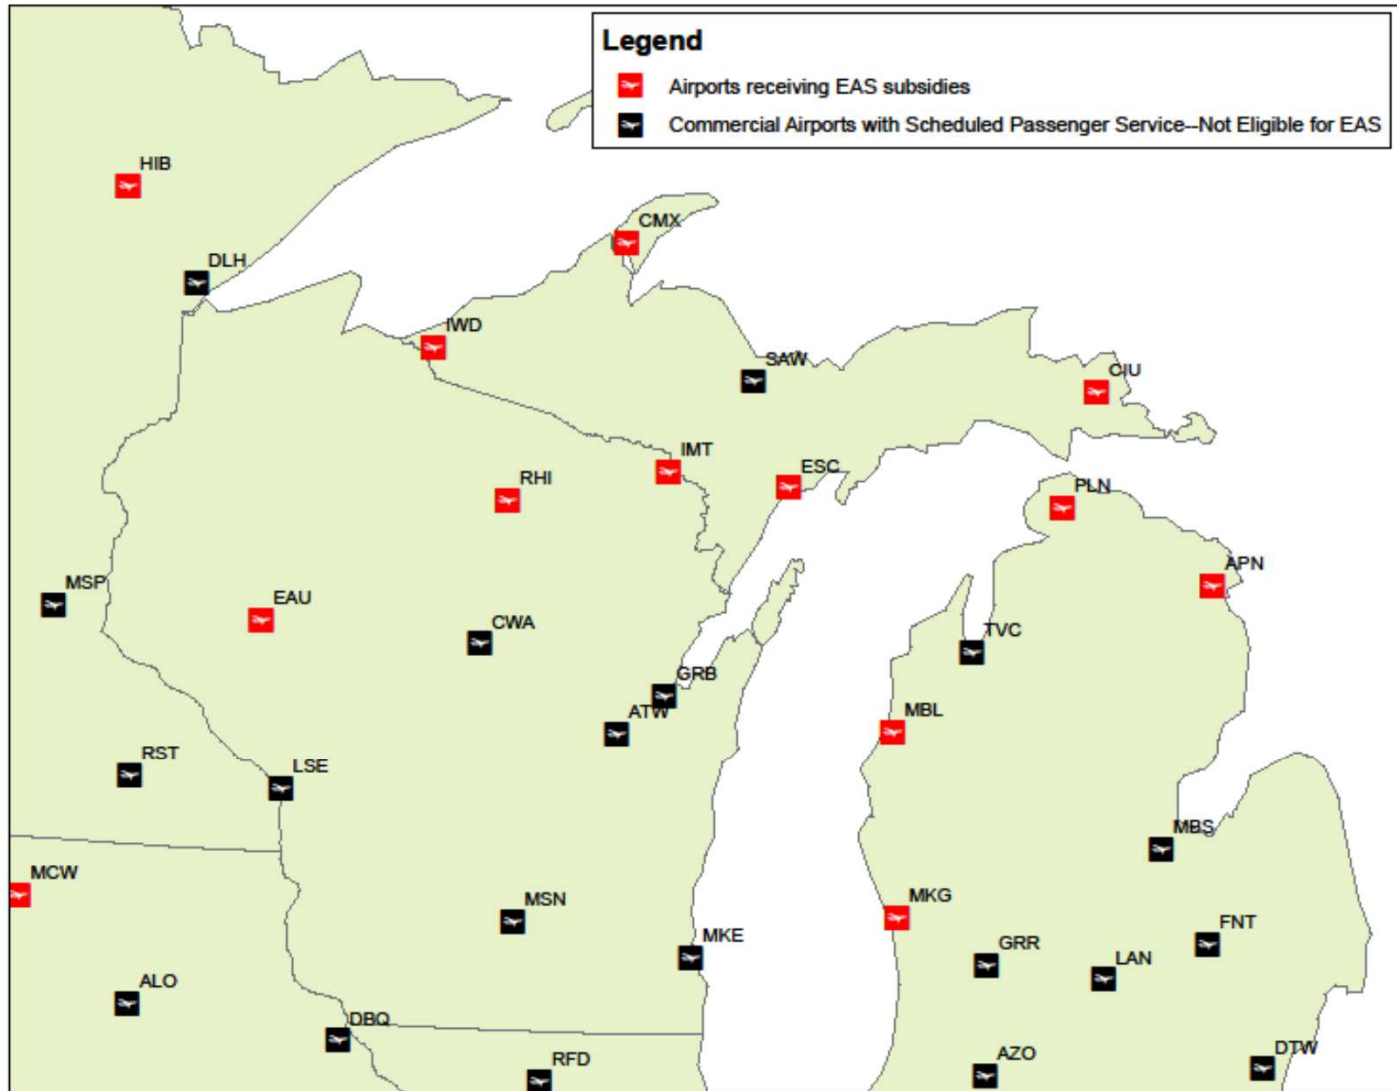 Legend
Airports receiving EAS subsidies
Commercial Airports with Scheduled Passenger Service--Not Eligible for EAS
HIB
CMX
DLH
IWD
SAW
CIU
IMT
ESC
RHI
PLN
MSP
APN
EAU
CWA
TVC
GRB
MBL
ATW
RST
LSE
MBS
MCW
MSN
MKG
MKE
FNT
GRR
LAN
ALO
DBQ
RFD
AZO
DTW